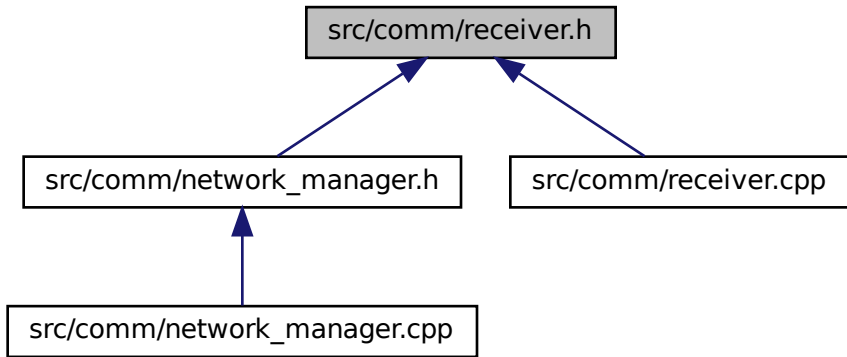 src/comm/receiver.h
src/comm/network_manager.h
src/comm/receiver.cpp
src/comm/network_manager.cpp